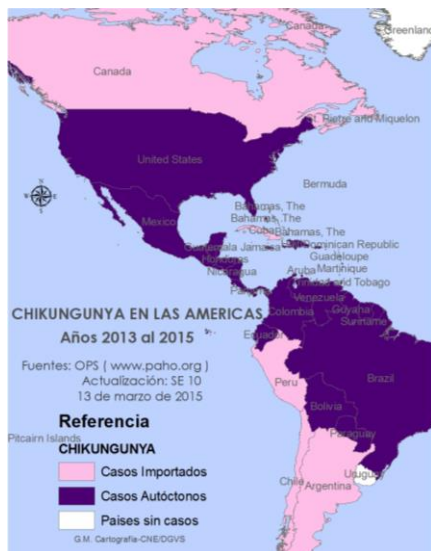 Greenland
Canada
Canada
St. Pierre and Miquelon
United States
Bermuda
Bahamas, The
Bahamas, The
Mexico
Cuba
Bahamas, The
Dominican Republic
Guatemala
Jamaica
Guadeloupe
Honduras
Martinique
Nicaragua
Aruba
Trinidad and Tobago
Venezuela
Guyana
Colombia
Suriname
CHIKUNGUNYA EN LAS AMERICAS
Años 2013 al 2015
Ecuador
Fuentes: OPS ( www.paho.org )
Actualización: SE 10
13 de marzo de 2015
Peru
Brazil
Bolivia
Paraguay
Pitcairn Islands
Referencia
CHIKUNGUNYA
Casos Importados
Casos Autóctonos
Países sin casos
Chile
Argentina
Uruguay
G.M. Cartografía-CNE/DGVS